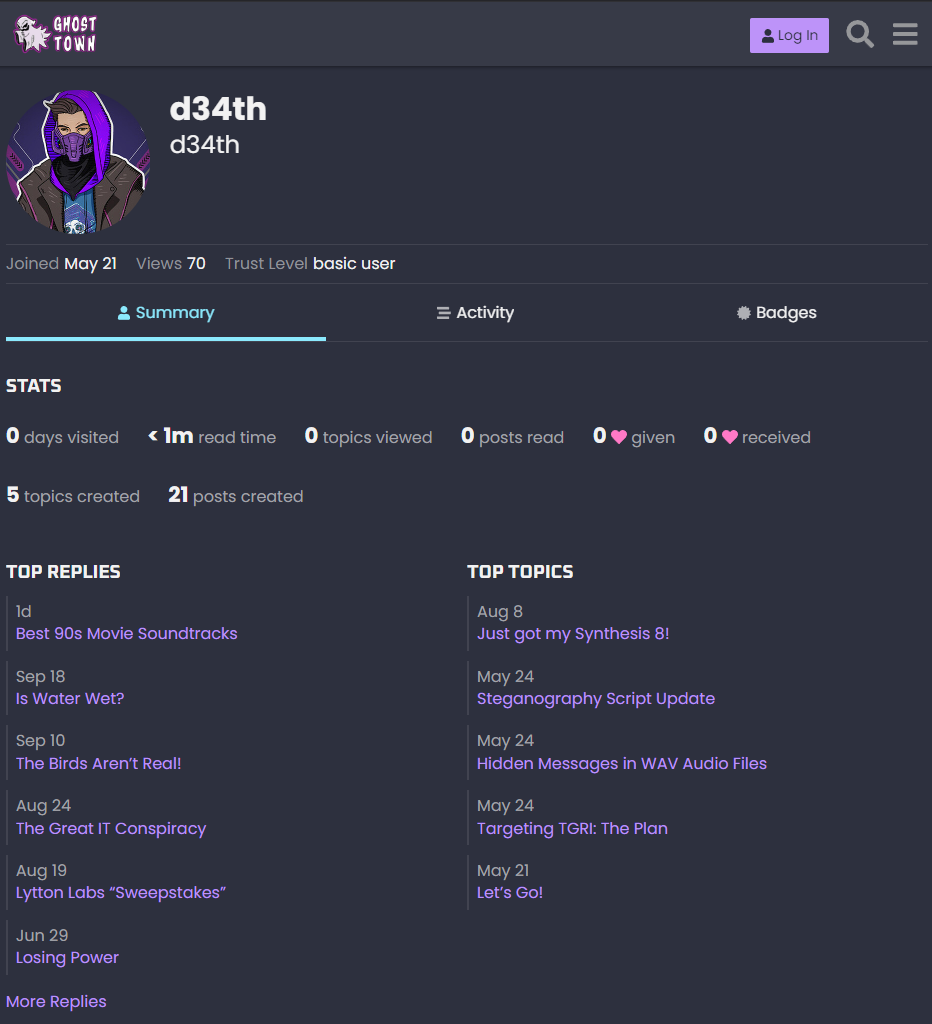 GHOST
TOWN
Log In
d34th
d34th
Joined May 21 Views 70 Trust Level basic user
Summary Activity Badges
STATS
0 days visited < 1m read time 0 topics viewed 0 posts read 0 given 0 received
5 topics created 21 posts created
TOP REPLIES
1d
Best 90s Movie Soundtracks
Sep 18
Is Water Wet?
Sep 10
The Birds Aren’t Real!
Aug 24
The Great IT Conspiracy
Aug 19
Lytton Labs “Sweepstakes”
Jun 29
Losing Power
More Replies
TOP TOPICS
Aug 8
Just got my Synthesis 8!
May 24
Steganography Script Update
May 24
Hidden Messages in WAV Audio Files
May 24
Targeting TGRI: The Plan
May 21
Let’s Go!